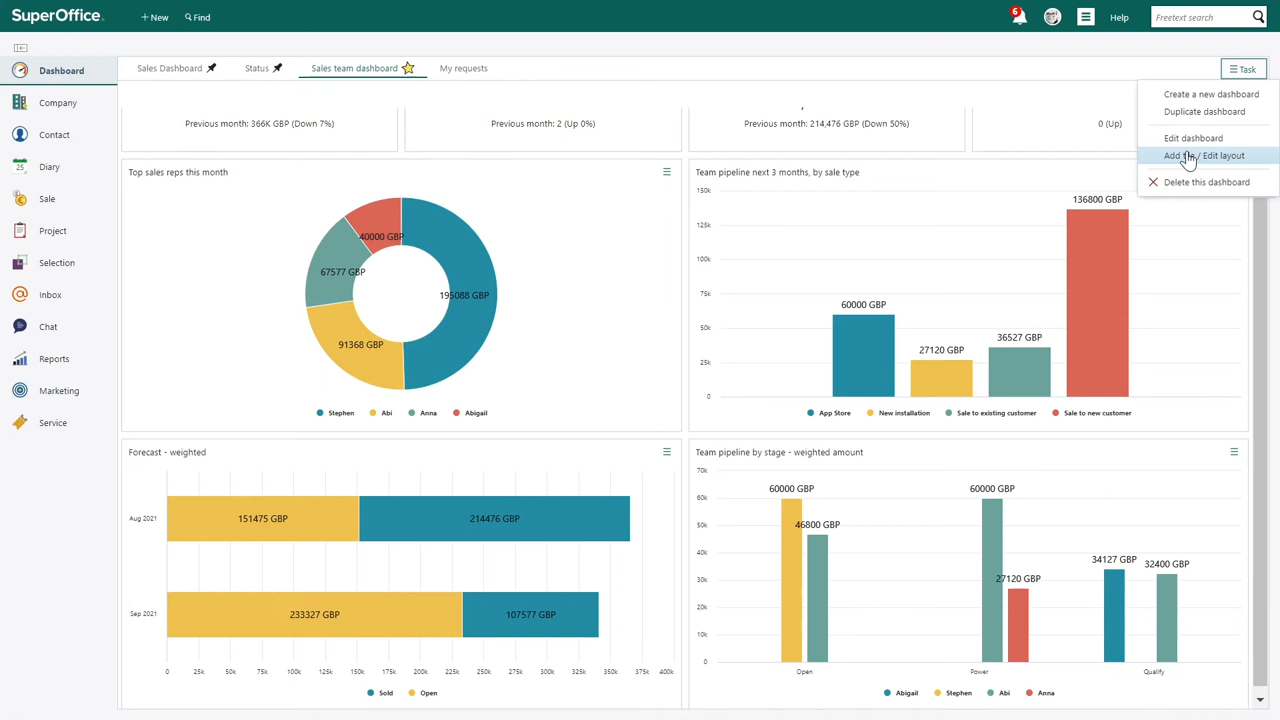 SuperOffice
+ New
Find
6
Help
Freetext search
Dashboard
Sales Dashboard
Status
Sales team dashboard
My requests
Task
Company
Contact
Diary
Sale
Project
Selection
Inbox
Chat
Reports
Marketing
Service
Create a new dashboard
Duplicate dashboard
Edit dashboard
Add tile / Edit layout
Delete this dashboard
Previous month: 366K GBP (Down 7%)
Previous month: 2 (Up 0%)
Previous month: 214,476 GBP (Down 50%)
0 (Up)
Top sales reps this month
40000 GBP
67577 GBP
195088 GBP
91368 GBP
Stephen
Abi
Anna
Abigail
Team pipeline next 3 months, by sale type
150k
125k
100k
75k
50k
25k
0
136800 GBP
60000 GBP
36527 GBP
27120 GBP
App Store
New installation
Sale to existing customer
Sale to new customer
Forecast - weighted
Aug 2021
151475 GBP
214476 GBP
Sep 2021
233327 GBP
107577 GBP
0
25k
50k
75k
100k
125k
150k
175k
200k
225k
250k
275k
300k
325k
350k
375k
400k
Sold
Open
Team pipeline by stage - weighted amount
70k
60k
50k
40k
30k
20k
10k
0
60000 GBP
46800 GBP
60000 GBP
27120 GBP
34127 GBP
32400 GBP
Open
Power
Qualify
Abigail
Stephen
Abi
Anna